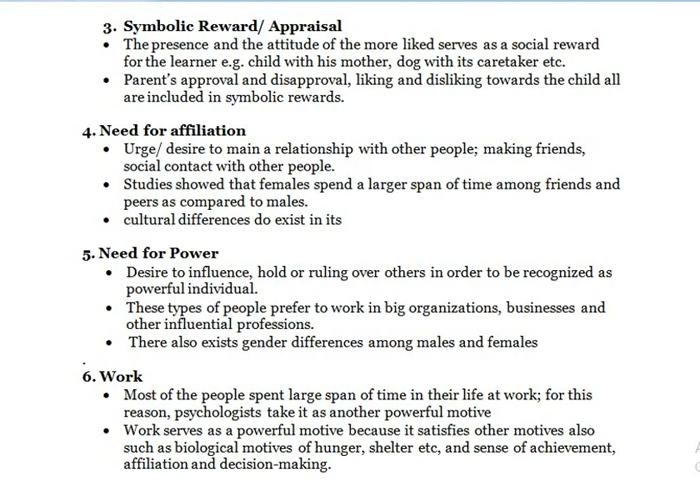 3. Symbolic Reward/ Appraisal
• The presence and the attitude of the more liked serves as a social reward
for the learner e.g. child with his mother, dog with its caretaker etc.
• Parent's approval and disapproval, liking and disliking towards the child all
are included in symbolic rewards.
4. Need for affiliation
• Urge/ desire to main a relationship with other people; making friends,
social contact with other people.
• Studies showed that females spend a larger span of time among friends and
peers as compared to males.
• cultural differences do exist in its
5. Need for Power
• Desire to influence, hold or ruling over others in order to be recognized as
powerful individual.
• These types of people prefer to work in big organizations, businesses and
other influential professions.
• There also exists gender differences among males and females
.
6. Work
• Most of the people spent large span of time in their life at work; for this
reason, psychologists take it as another powerful motive
• Work serves as a powerful motive because it satisfies other motives also
such as biological motives of hunger, shelter etc, and sense of achievement,
affiliation and decision-making.